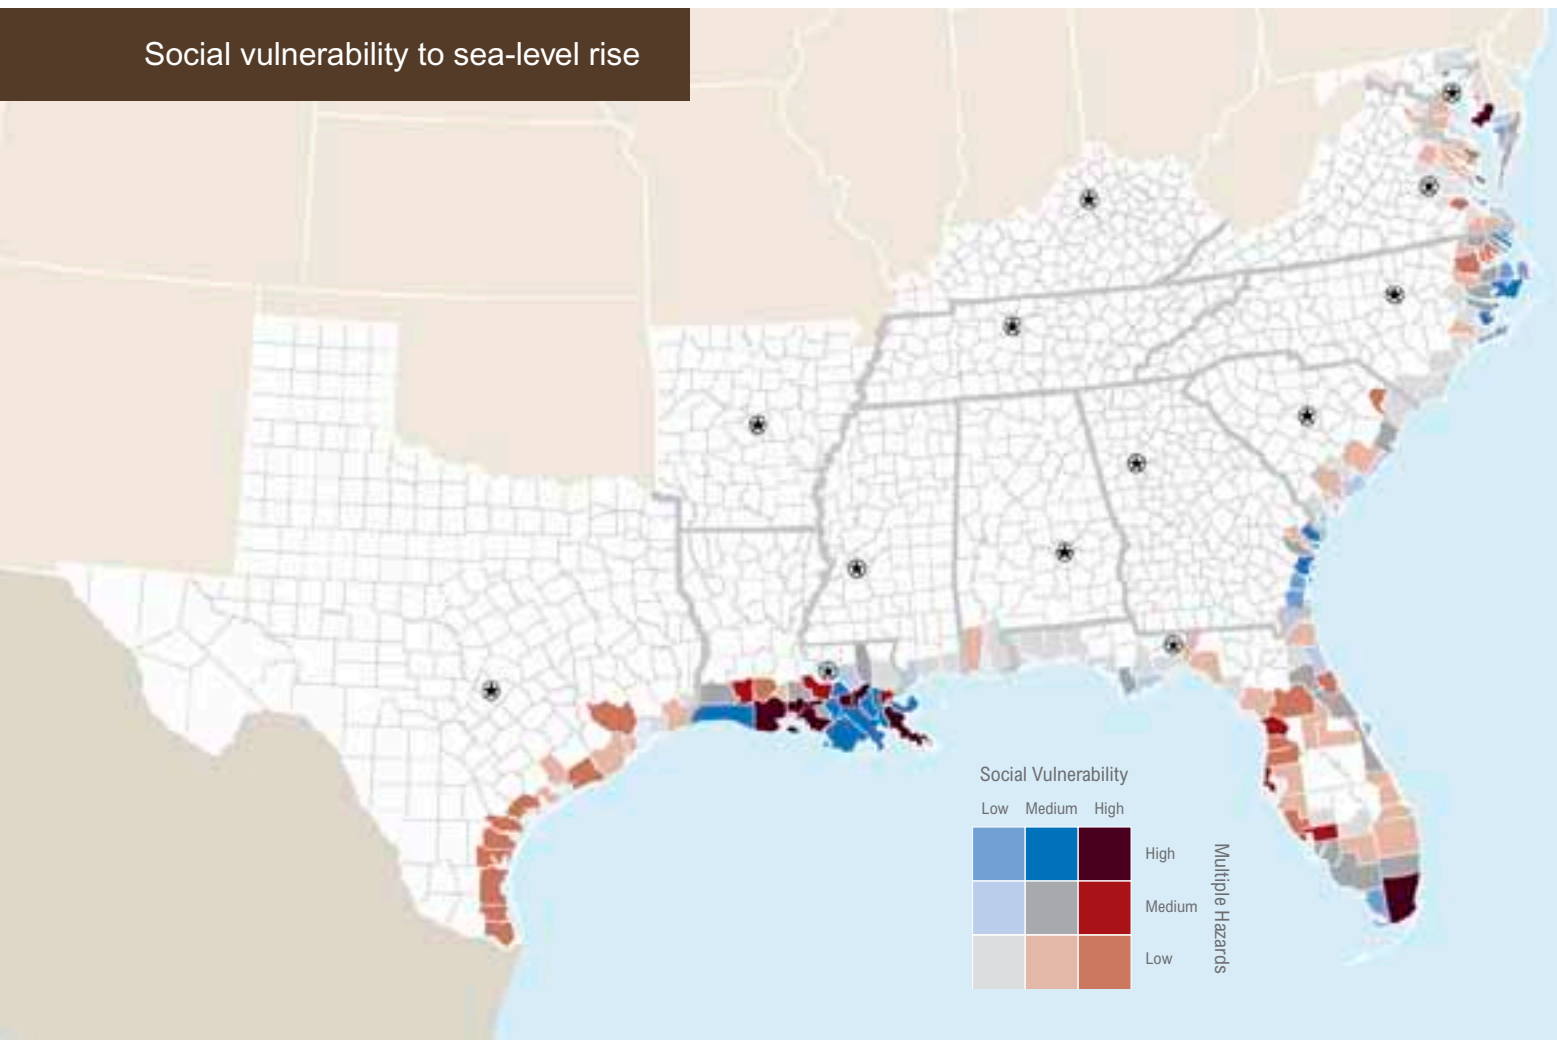 Social vulnerability to sea-level rise
Social Vulnerability
Low Medium High
High
Medium
Low
Multiple Hazards